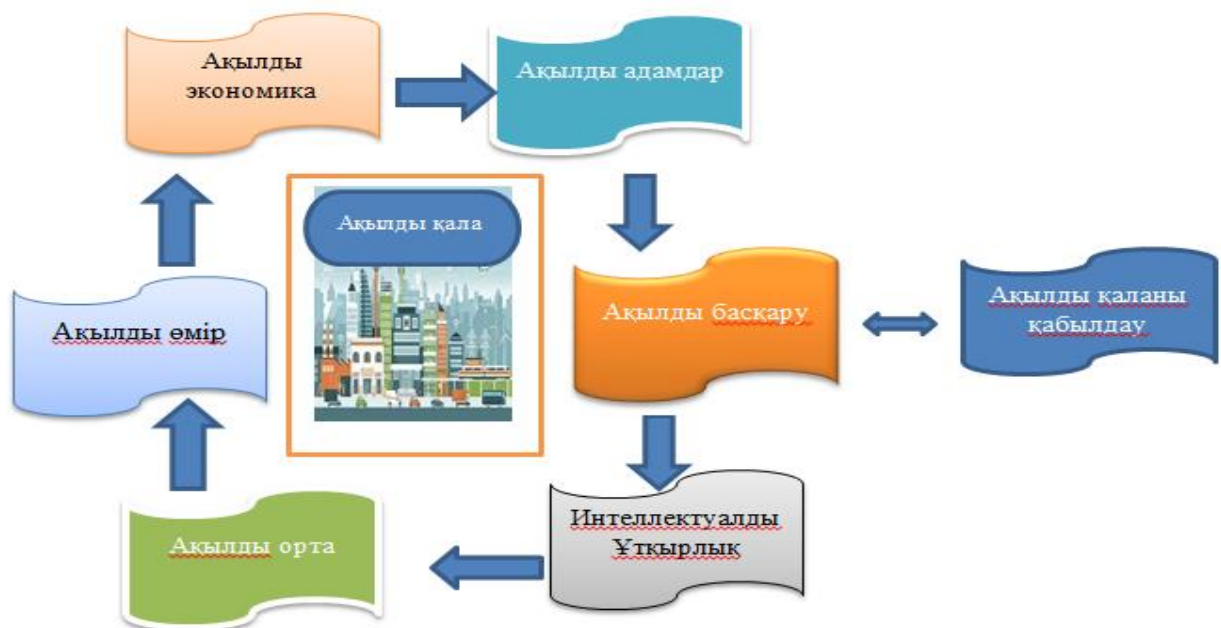 Ақылды
экономика
Ақылды адамдар
Ақылды қала
Ақылды басқару
Ақылды қаланы
қабылдау
Ақылды өмір
Интеллектуалды
Ұтқырлық
Ақылды орта